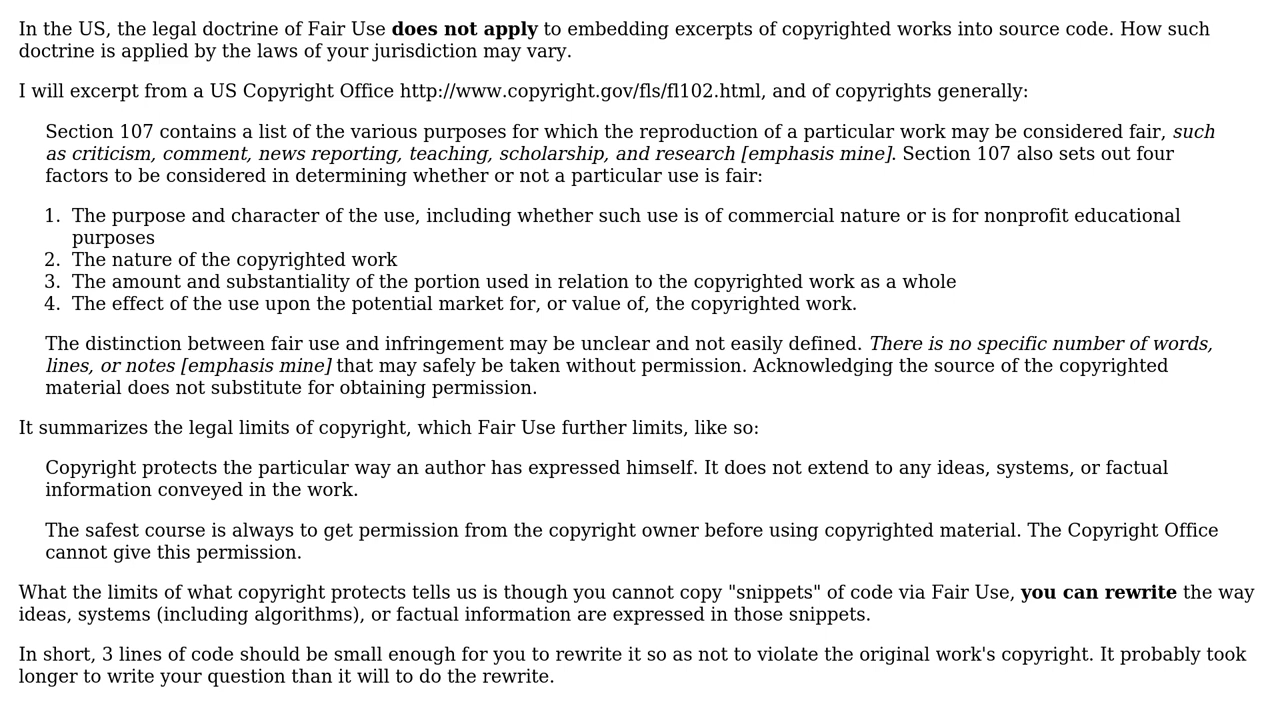 In the US, the legal doctrine of Fair Use does not apply to embedding excerpts of copyrighted works into source code. How such
doctrine is applied by the laws of your jurisdiction may vary.
I will excerpt from a US Copyright Office http://www.copyright.gov/fls/fl102.html, and of copyrights generally:
Section 107 contains a list of the various purposes for which the reproduction of a particular work may be considered fair, such
as criticism, comment, news reporting, teaching, scholarship, and research [emphasis mine]. Section 107 also sets out four
factors to be considered in determining whether or not a particular use is fair:
1. The purpose and character of the use, including whether such use is of commercial nature or is for nonprofit educational
purposes
2. The nature of the copyrighted work
3. The amount and substantiality of the portion used in relation to the copyrighted work as a whole
4. The effect of the use upon the potential market for, or value of, the copyrighted work.
The distinction between fair use and infringement may be unclear and not easily defined. There is no specific number of words,
lines, or notes [emphasis mine] that may safely be taken without permission. Acknowledging the source of the copyrighted
material does not substitute for obtaining permission.
It summarizes the legal limits of copyright, which Fair Use further limits, like so:
Copyright protects the particular way an author has expressed himself. It does not extend to any ideas, systems, or factual
information conveyed in the work.
The safest course is always to get permission from the copyright owner before using copyrighted material. The Copyright Office
cannot give this permission.
What the limits of what copyright protects tells us is though you cannot copy "snippets" of code via Fair Use, you can rewrite the way
ideas, systems (including algorithms), or factual information are expressed in those snippets.
In short, 3 lines of code should be small enough for you to rewrite it so as not to violate the original work's copyright. It probably took
longer to write your question than it will to do the rewrite.